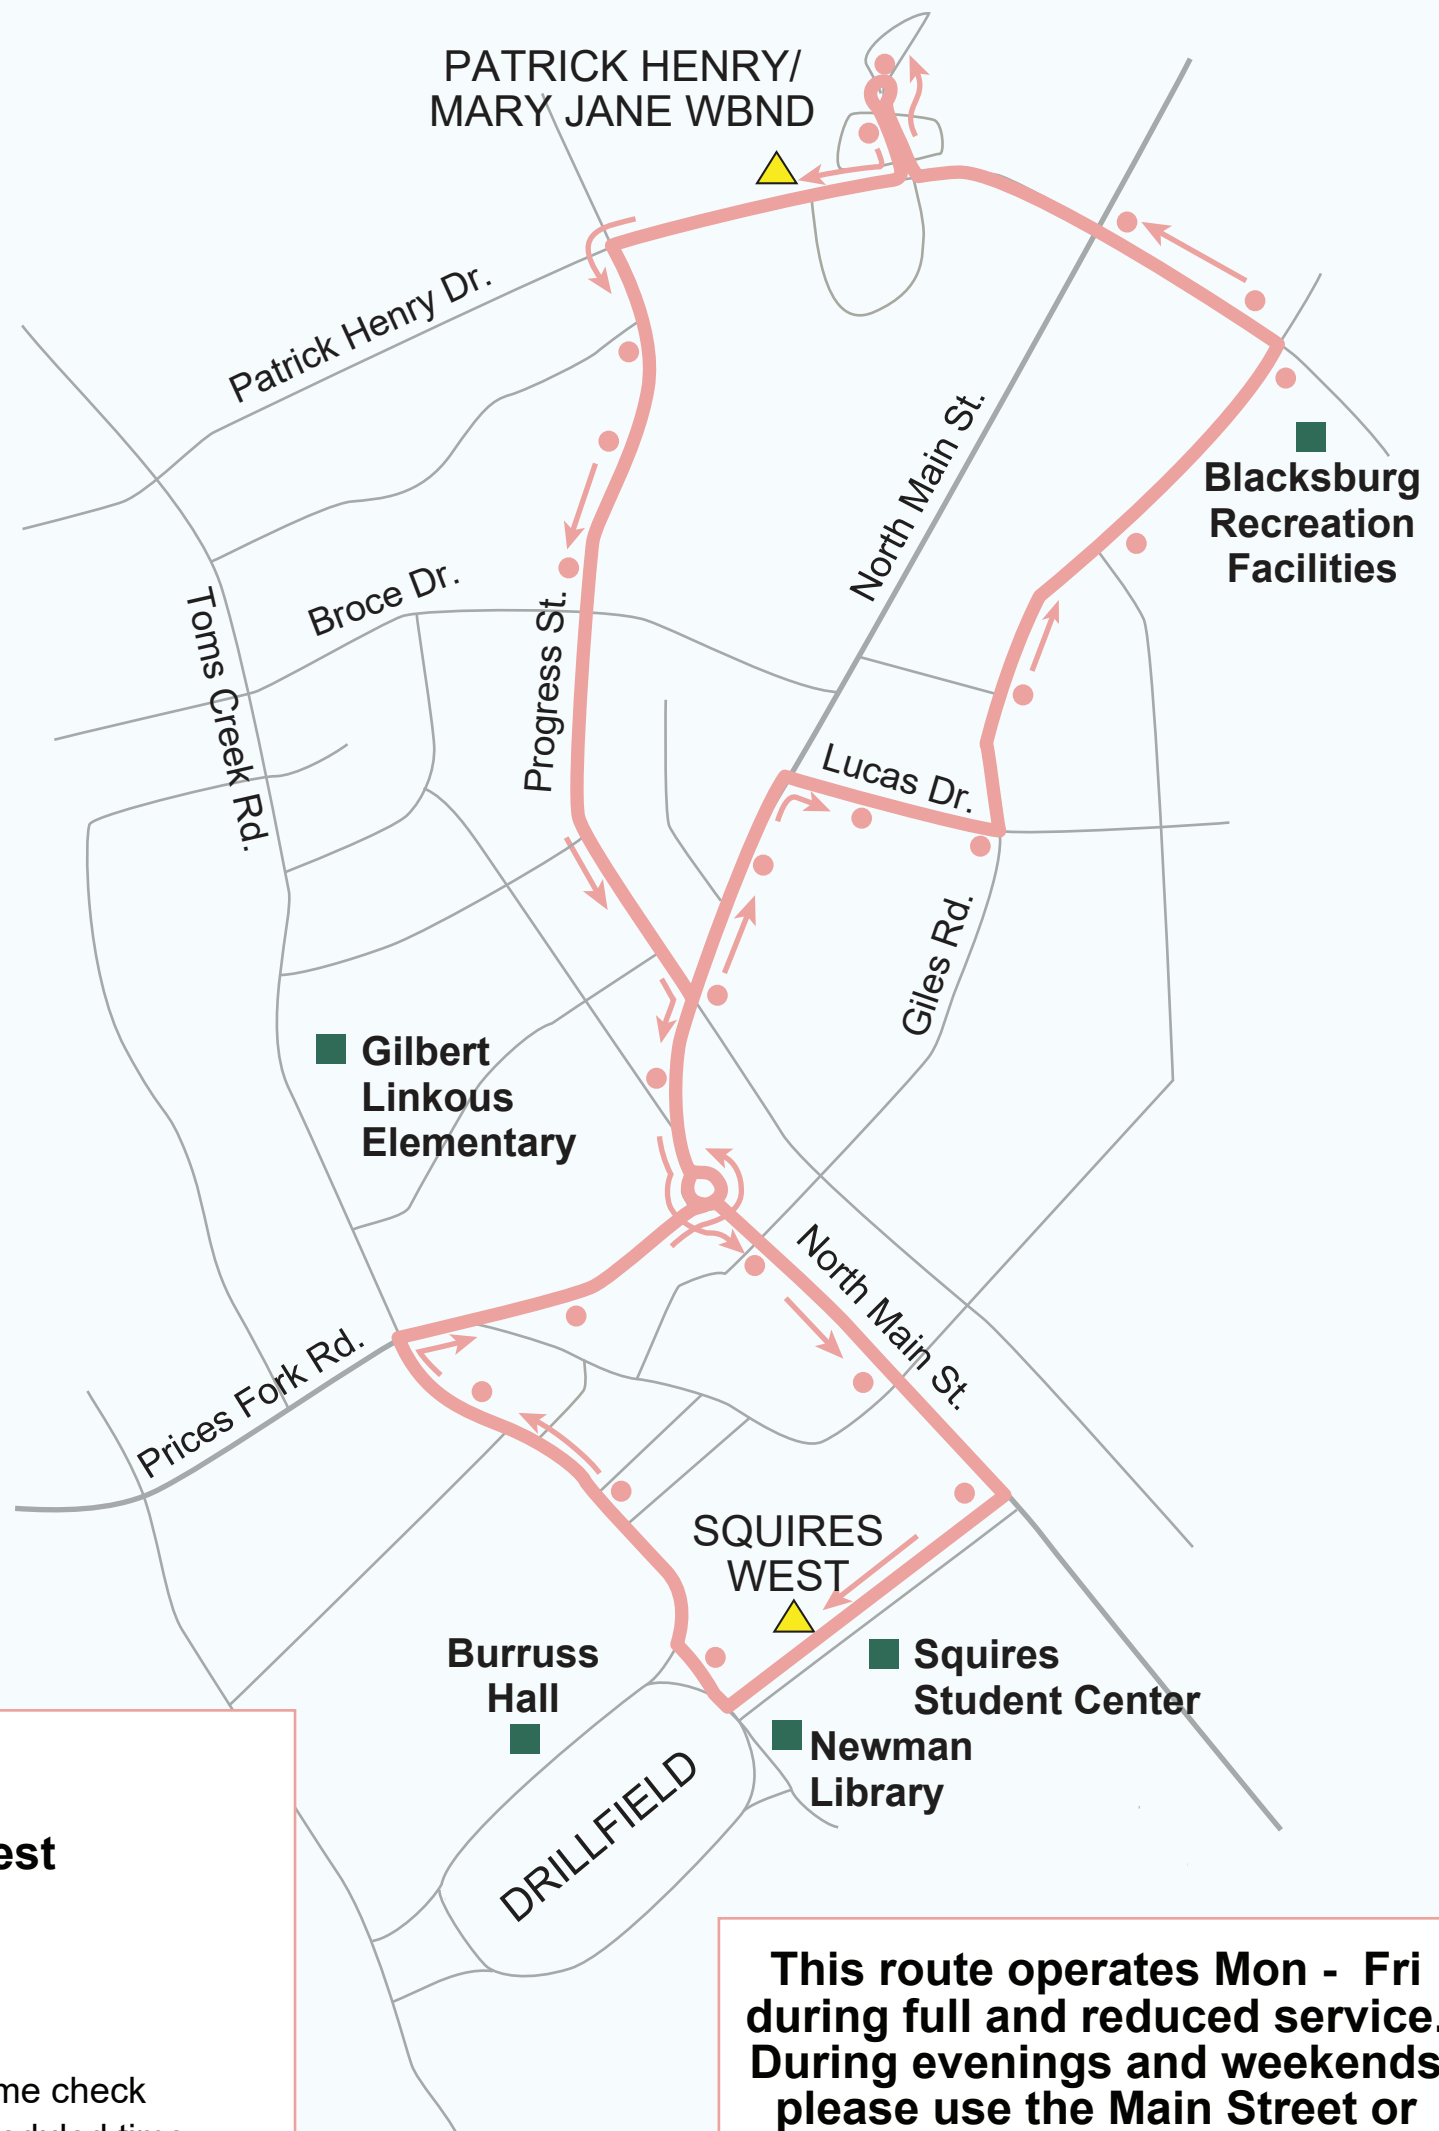 PATRICK HENRY/
MARY JANE WBND
Patrick Henry Dr.
North Main St.
Blacksburg
Recreation
Facilities
Broce Dr.
Toms Creek Rd.
Progress St.
Lucas Dr.
Giles Rd.
Gilbert
Linkous
Elementary
North Main St.
Prices Fork Rd.
SQUIRES
WEST
Burruss
Hall
Squires
Student Center
Newman
Library
DRILLFIELD
est
me check
This route operates Mon - Fri
during full and reduced service.
During evenings and weekends
please use the Main Street or